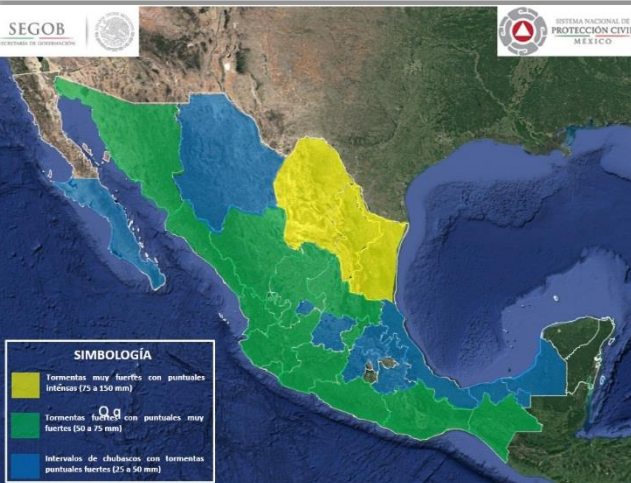 SEGOB
SECRETARÍA DE GOBERNACIÓN
SISTEMA NACIONAL DE
PROTECCIÓN CIVIL
MÉXICO
SIMBOLOGÍA
Tormentas muy fuertes con puntuales
intensas (75 a 150 mm)
Tormentas fuertes con puntuales muy
fuertes (50 a 75 mm)
Intervalos de chubascos con tormentas
puntuales fuertes (25 a 50 mm)